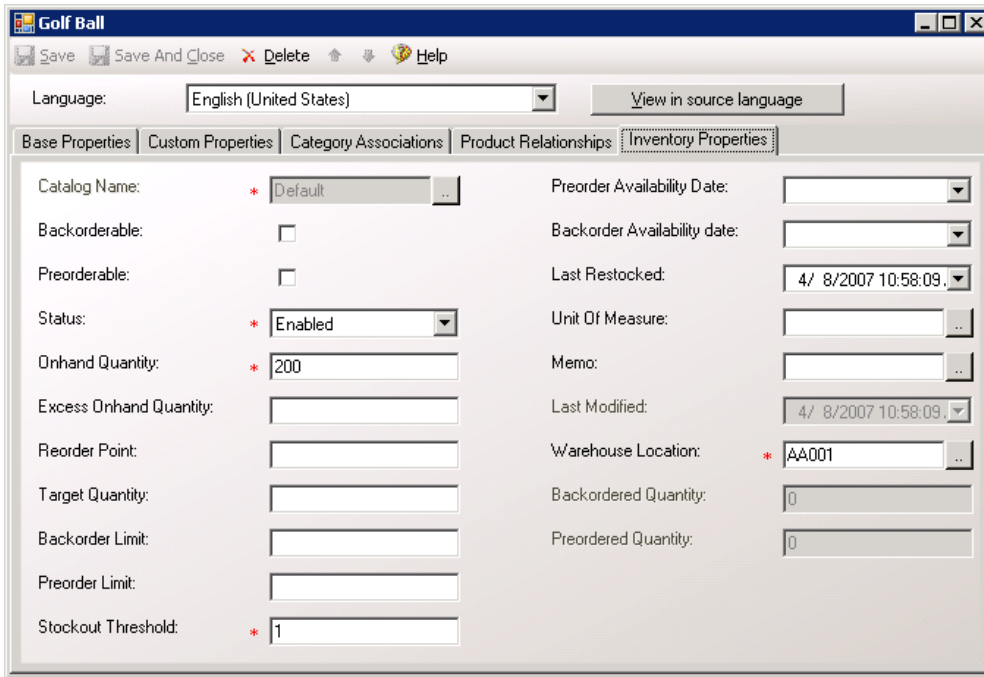 Golf Ball
Save Save And Close Delete Help
Language: English (United States) View in source language
Base Properties Custom Properties Category Associations Product Relationships Inventory Properties
Catalog Name: * Default ..
Backorderable:
Preorderable:
Status: * Enabled
Onhand Quantity: * 200
Excess Onhand Quantity:
Reorder Point:
Target Quantity:
Backorder Limit:
Preorder Limit:
Stockout Threshold: * 1
Preorder Availability Date:
Backorder Availability date:
Last Restocked: 4/ 8/2007 10:58:09.
Unit Of Measure: ..
Memo: ..
Last Modified: 4/ 8/2007 10:58:09.
Warehouse Location: * AA001 ..
Backordered Quantity: 0
Preordered Quantity: 0